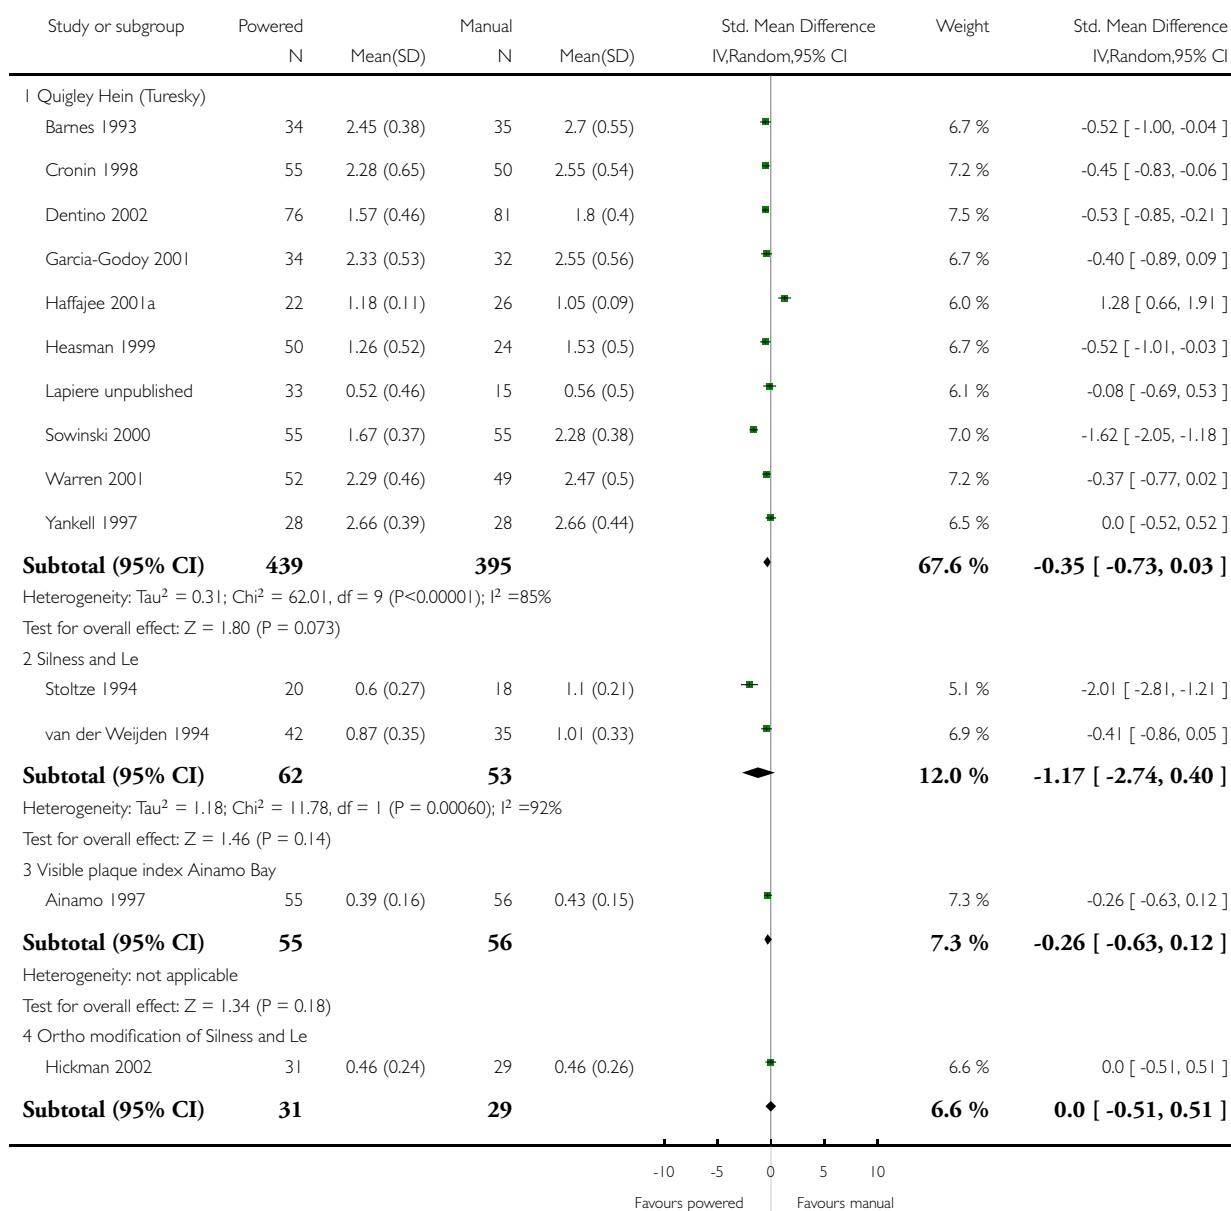 Study or subgroup Powered Manual Std. Mean Difference Weight Std. Mean Difference
N Mean(SD) N Mean(SD) IV,Random,95% CI IV,Random,95% CI
1 Quigley Hein (Turesky)
Barnes 1993 34 2.45 (0.38) 35 2.7 (0.55) 6.7 % -0.52 [ -1.00, -0.04 ]
Cronin 1998 55 2.28 (0.65) 50 2.55 (0.54) 7.2 % -0.45 [ -0.83, -0.06 ]
Dentino 2002 76 1.57 (0.46) 81 1.8 (0.4) 7.5 % -0.53 [ -0.85, -0.21 ]
Garcia-Godoy 2001 34 2.33 (0.53) 32 2.55 (0.56) 6.7 % -0.40 [ -0.89, 0.09 ]
Haffajee 2001a 22 1.18 (0.11) 26 1.05 (0.09) 6.0 % 1.28 [ 0.66, 1.91 ]
Heasman 1999 50 1.26 (0.52) 24 1.53 (0.5) 6.7 % -0.52 [ -1.01, -0.03 ]
Lapiere unpublished 33 0.52 (0.46) 15 0.56 (0.5) 6.1 % -0.08 [ -0.69, 0.53 ]
Sowinski 2000 55 1.67 (0.37) 55 2.28 (0.38) 7.0 % -1.62 [ -2.05, -1.18 ]
Warren 2001 52 2.29 (0.46) 49 2.47 (0.5) 7.2 % -0.37 [ -0.77, 0.02 ]
Yankell 1997 28 2.66 (0.39) 28 2.66 (0.44) 6.5 % 0.0 [ -0.52, 0.52 ]
Subtotal (95% CI) 439 395 67.6 % -0.35 [ -0.73, 0.03 ]
Heterogeneity: Tau² = 0.31; Chi² = 62.01, df = 9 (P<0.00001); I² =85%
Test for overall effect: Z = 1.80 (P = 0.073)
2 Silness and Le
Stoltze 1994 20 0.6 (0.27) 18 1.1 (0.21) 5.1 % -2.01 [ -2.81, -1.21 ]
van der Weijden 1994 42 0.87 (0.35) 35 1.01 (0.33) 6.9 % -0.41 [ -0.86, 0.05 ]
Subtotal (95% CI) 62 53 12.0 % -1.17 [ -2.74, 0.40 ]
Heterogeneity: Tau² = 1.18; Chi² = 11.78, df = 1 (P = 0.00060); I² =92%
Test for overall effect: Z = 1.46 (P = 0.14)
3 Visible plaque index Ainamo Bay
Ainamo 1997 55 0.39 (0.16) 56 0.43 (0.15) 7.3 % -0.26 [ -0.63, 0.12 ]
Subtotal (95% CI) 55 56 7.3 % -0.26 [ -0.63, 0.12 ]
Heterogeneity: not applicable
Test for overall effect: Z = 1.34 (P = 0.18)
4 Ortho modification of Silness and Le
Hickman 2002 31 0.46 (0.24) 29 0.46 (0.26) 6.6 % 0.0 [ -0.51, 0.51 ]
Subtotal (95% CI) 31 29 6.6 % 0.0 [ -0.51, 0.51 ]
-10 -5 0 5 10
Favours powered Favours manual